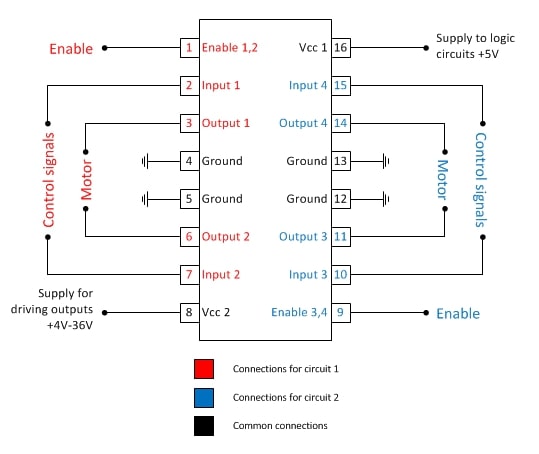 Enable
1 Enable 1,2
Vcc 1 16
Supply to logic
circuits +5V
2 Input 1
Input 4 15
3 Output 1
Output 4 14
Control signals
Motor
4 Ground
Ground 13
Motor
Control signals
5 Ground
Ground 12
6 Output 2
Output 3 11
7 Input 2
Input 3 10
Supply for
driving outputs
+4V-36V
8 Vcc 2
Enable 3,4 9
Enable
Connections for circuit 1
Connections for circuit 2
Common connections